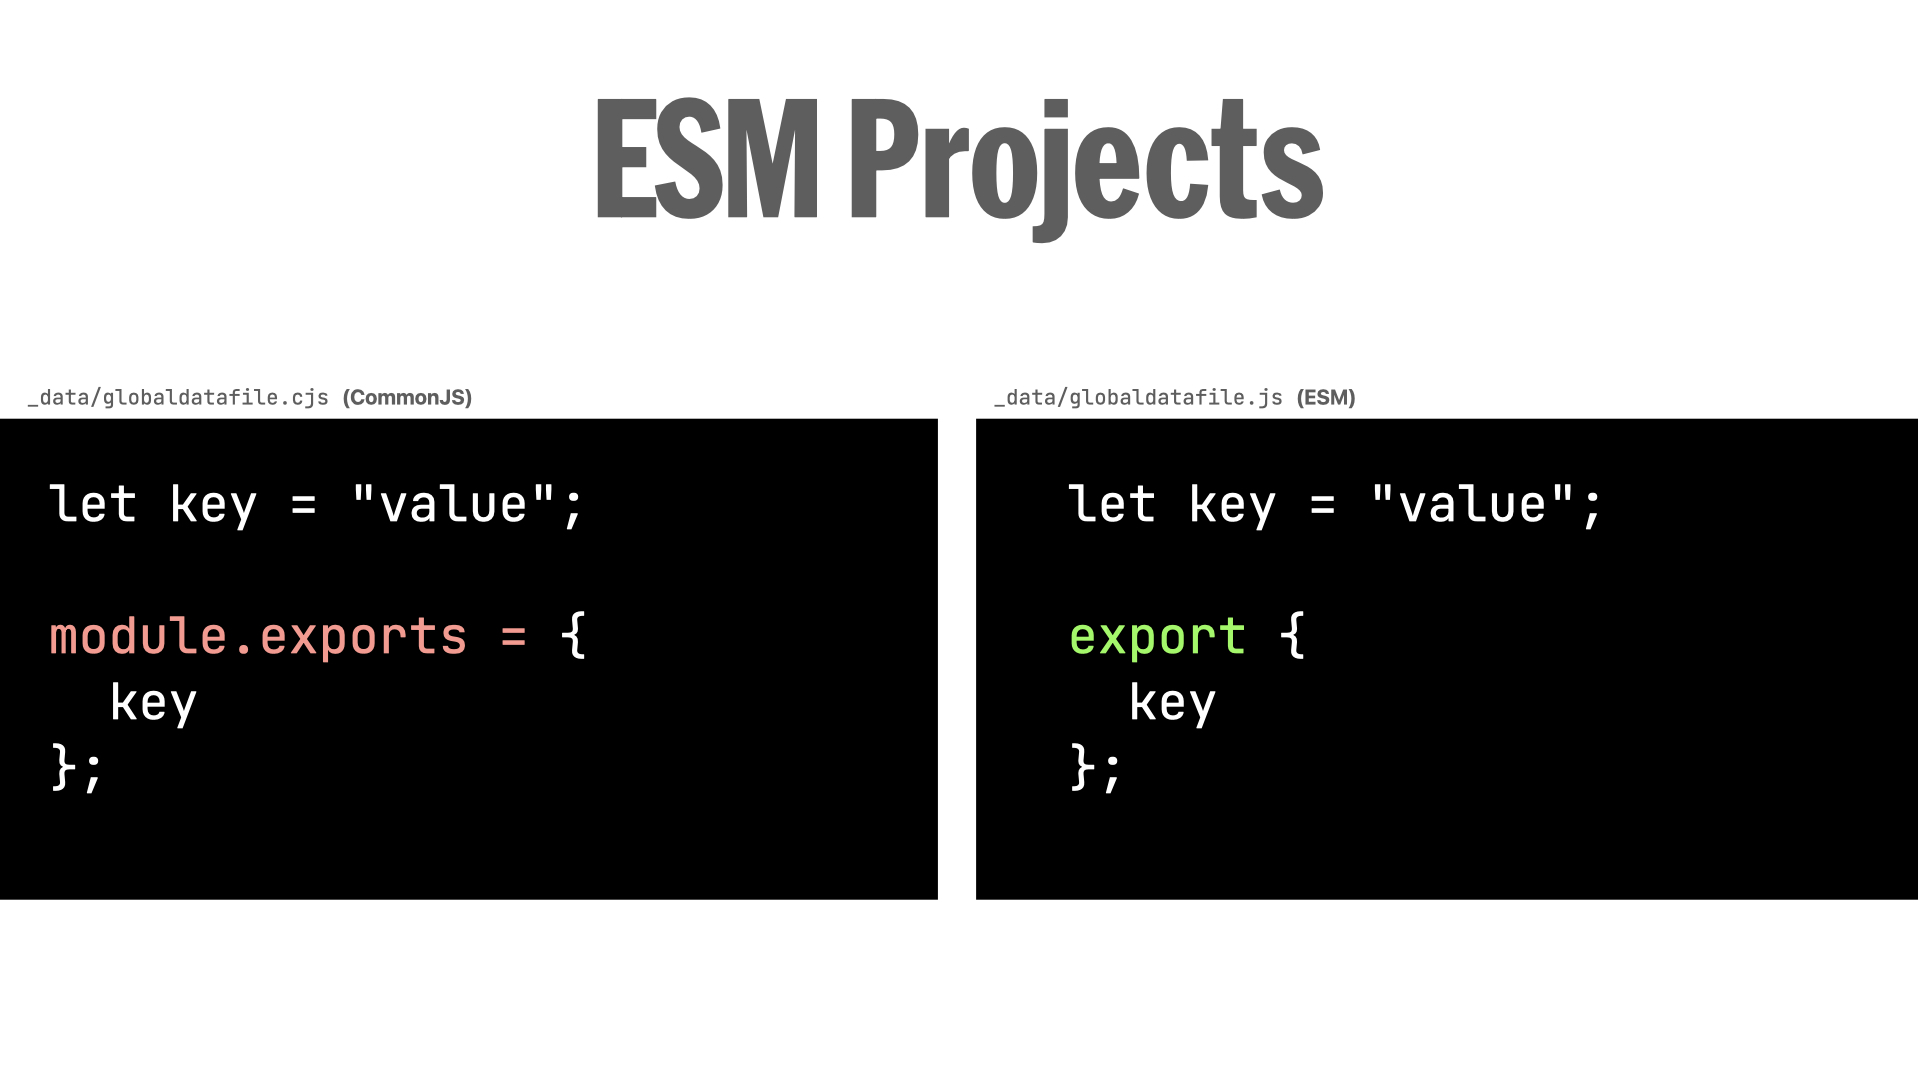 ESM Projects
_data/globaldatafile.cjs (CommonJS)
let key = "value";
module.exports = {
  key
};
_data/globaldatafile.js (ESM)
let key = "value";
export {
  key
};